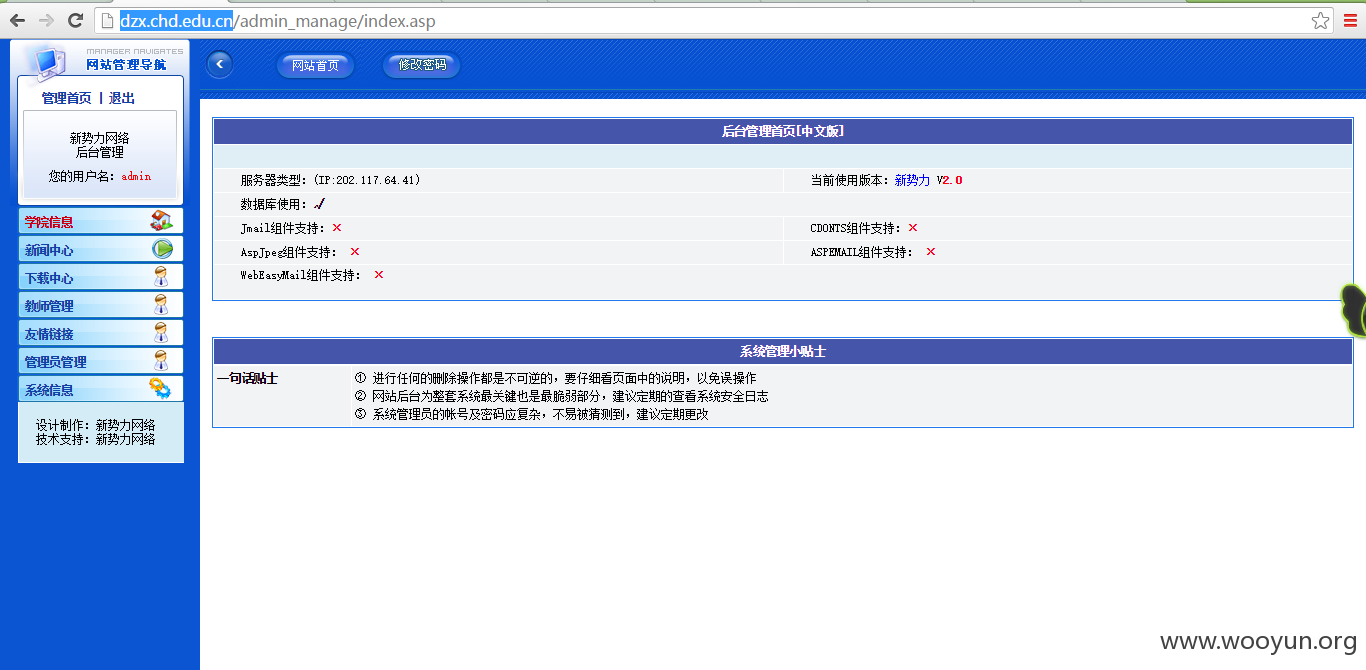 dzx.chd.edu.cn/admin_manage/index.asp
MANAGER NAVIGATES
网站管理导航
网站首页
修改密码
管理首页 | 退出
新势力网络
后台管理
您的用户名：admin
学院信息
新闻中心
下载中心
教师管理
友情链接
管理员管理
系统信息
设计制作：新势力网络
技术支持：新势力网络
后台管理首页[中文版]
服务器类型：(IP:202.117.64.41)
当前使用版本：新势力 V2.0
数据库使用：✓
Jmail组件支持：×
CDONTS组件支持：×
AspJpeg组件支持：×
ASPEMAIL组件支持：×
WebEasyMail组件支持：×
系统管理小贴士
一句话贴士
① 进行任何的删除操作都是不可逆的，要仔细看页面中的说明，以免误操作
② 网站后台为整套系统最关键也是最脆弱部分，建议定期的查看系统安全日志
③ 系统管理员的帐号及密码应复杂，不易被猜测到，建议定期更改
www.wooyun.org